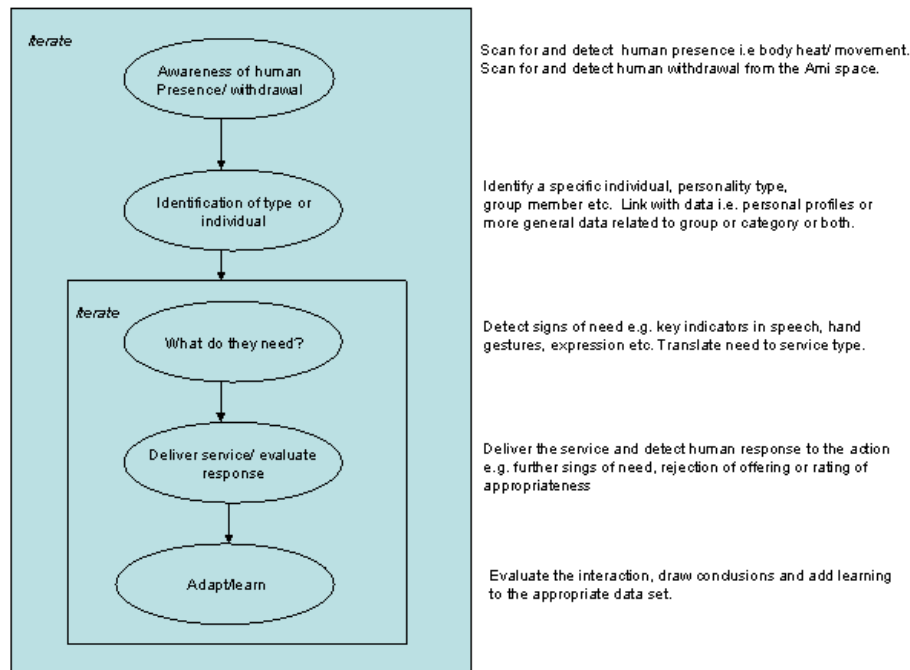 Iterate
Awareness of human
Presence/ withdrawal
Scan for and detect human presence i.e body heat/ movement.
Scan for and detect human withdrawal from the Ami space.
Identification of type or
individual
Identify a specific individual, personality type,
group member etc. Link with data i.e. personal profiles or
more general data related to group or category or both.
Iterate
What do they need?
Detect signs of need e.g. key indicators in speech, hand
gestures, expression etc. Translate need to service type.
Deliver service/ evaluate
response
Deliver the service and detect human response to the action
e.g. further sings of need, rejection of offering or rating of
appropriateness
Adapt/learn
Evaluate the interaction, draw conclusions and add learning
to the appropriate data set.